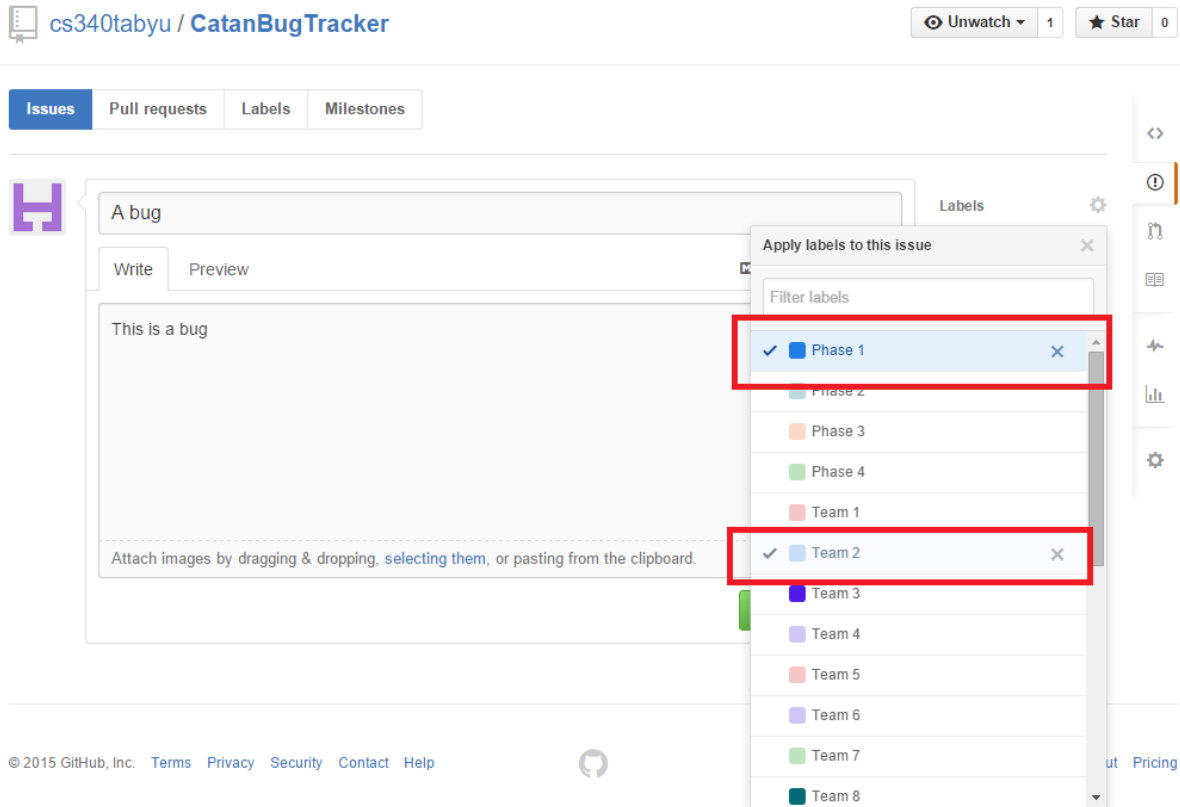 cs340tabyu / CatanBugTracker
Unwatch 1
Star 0
Issues Pull requests Labels Milestones
A bug
Labels
Apply labels to this issue
Write Preview
Filter labels
This is a bug
Phase 1
Phase 2
Phase 3
Phase 4
Team 1
Team 2
Attach images by dragging & dropping, selecting them, or pasting from the clipboard.
Team 3
Team 4
Team 5
Team 6
Team 7
© 2015 GitHub, Inc. Terms Privacy Security Contact Help
ut Pricing
Team 8